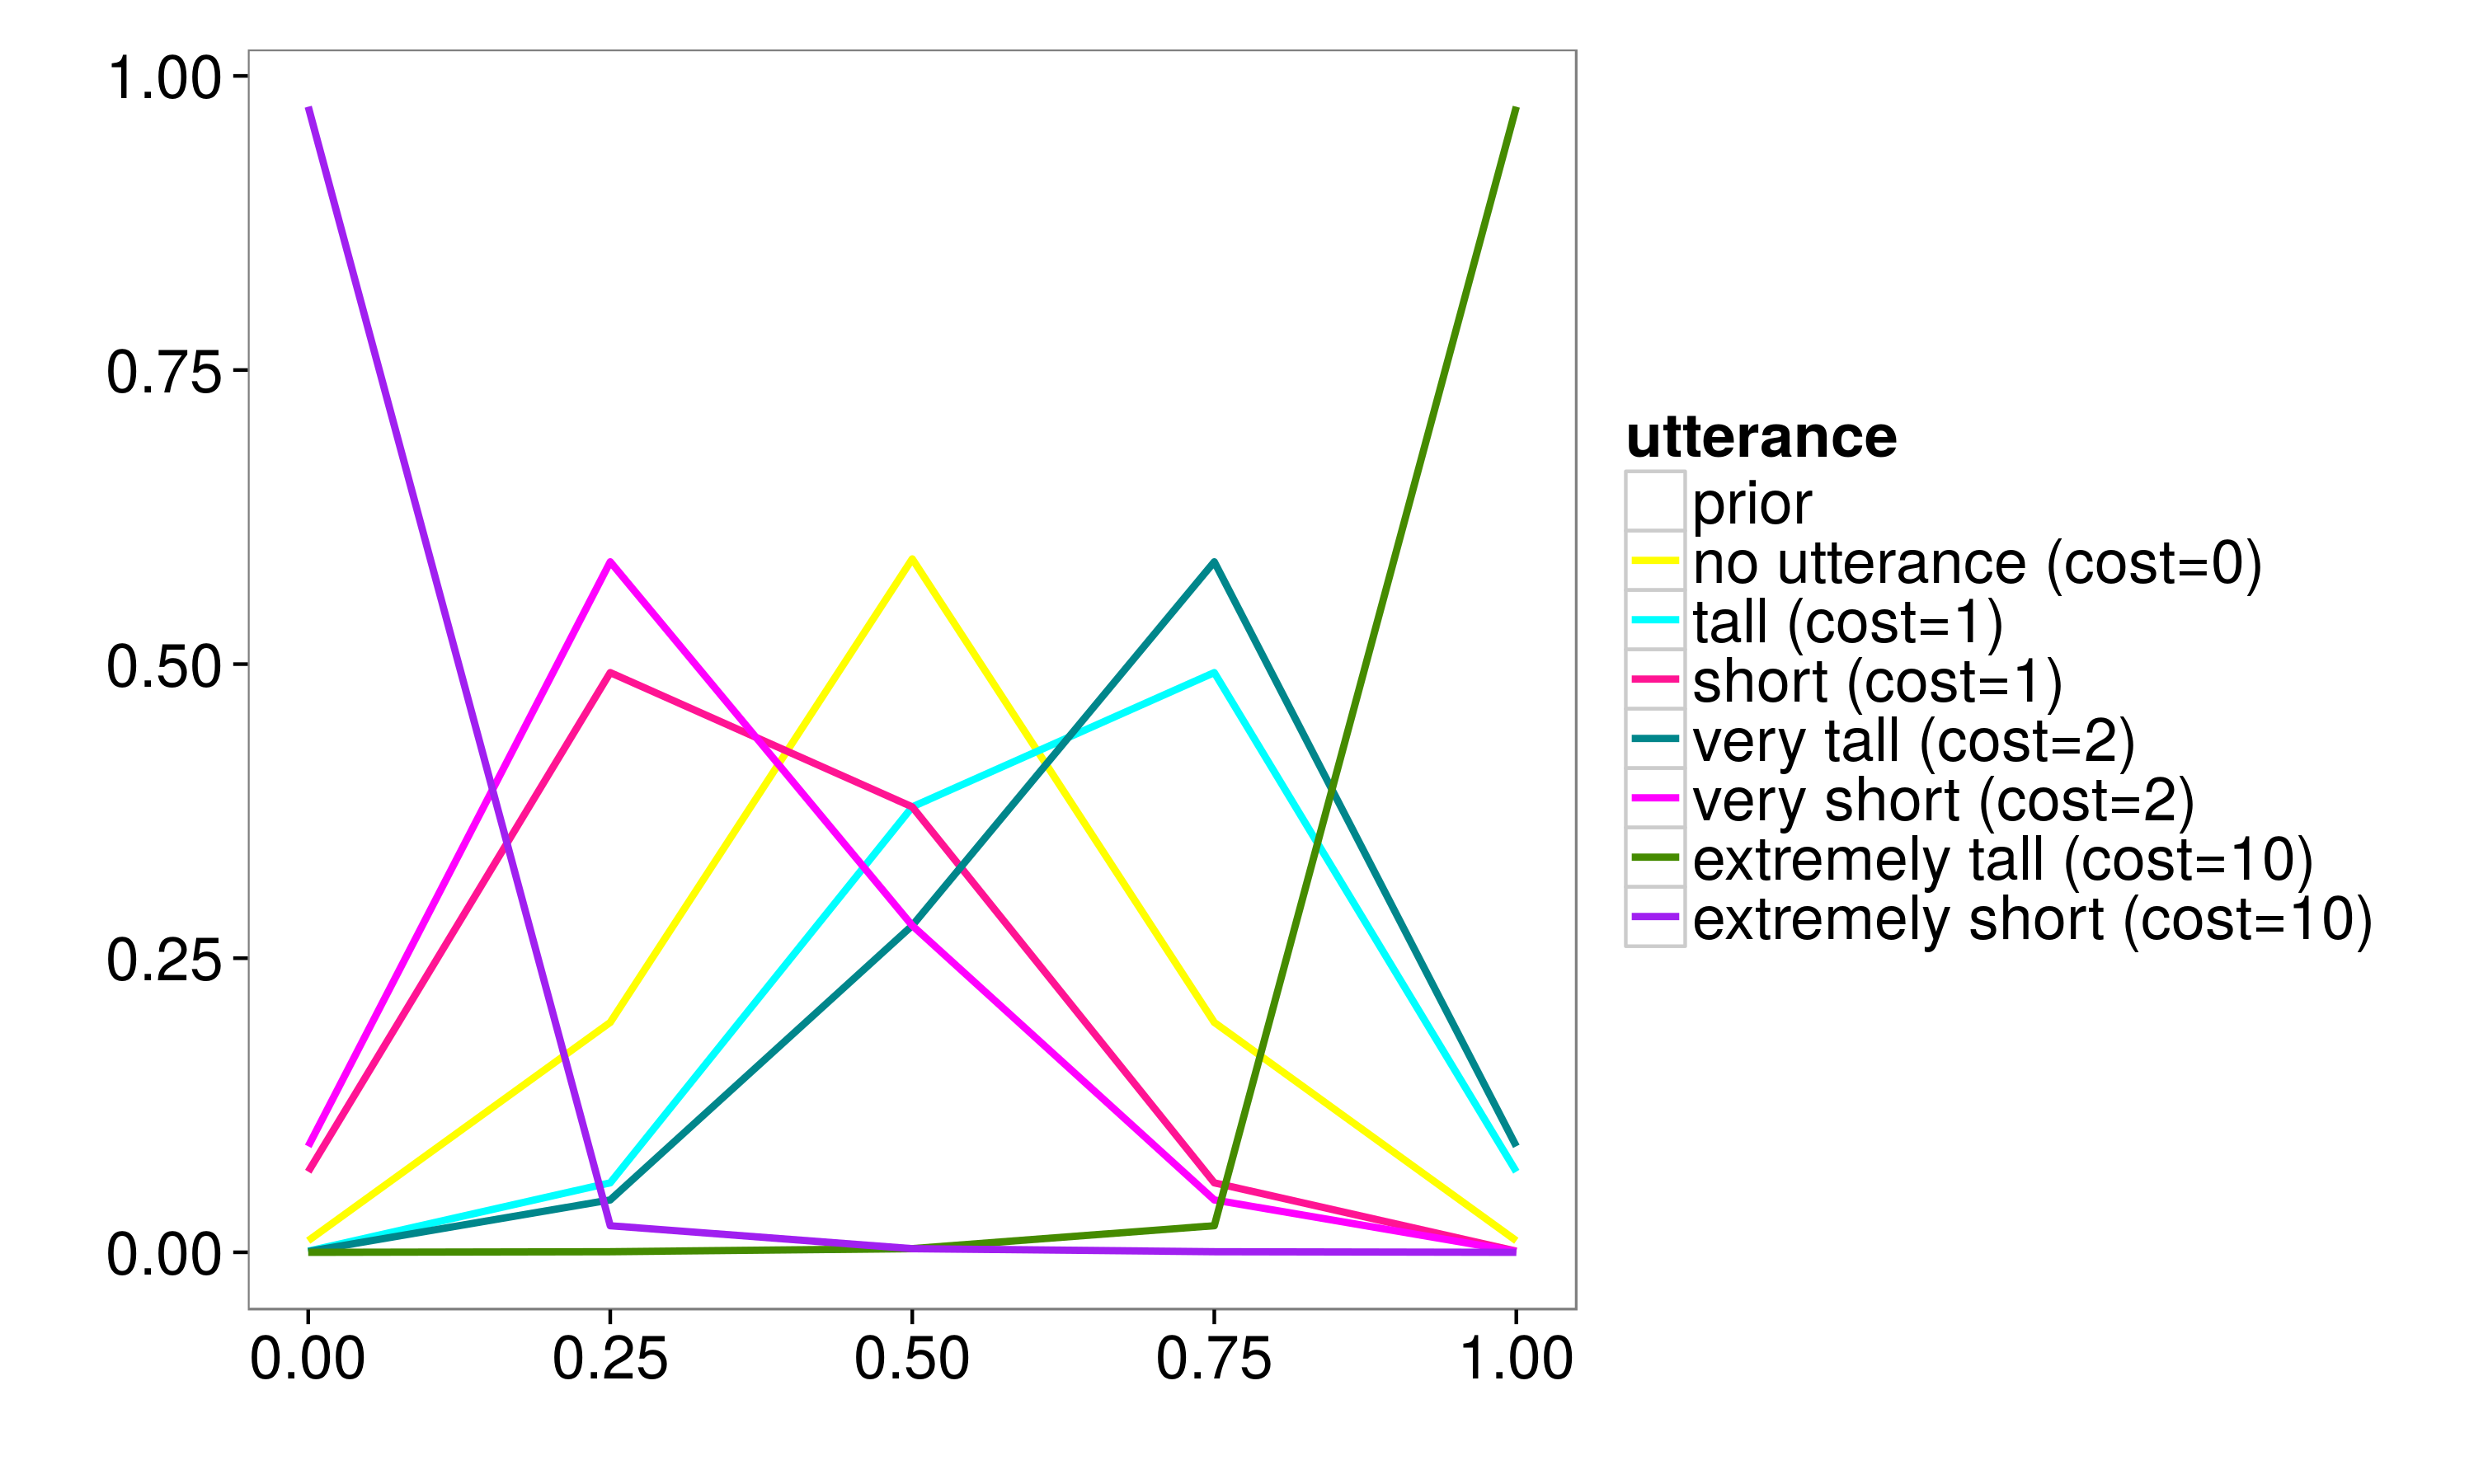 1.00
0.75
0.50
0.25
0.00
0.00 0.25 0.50 0.75 1.00
utterance
prior
no utterance (cost=0)
tall (cost=1)
short (cost=1)
very tall (cost=2)
very short (cost=2)
extremely tall (cost=10)
extremely short (cost=10)